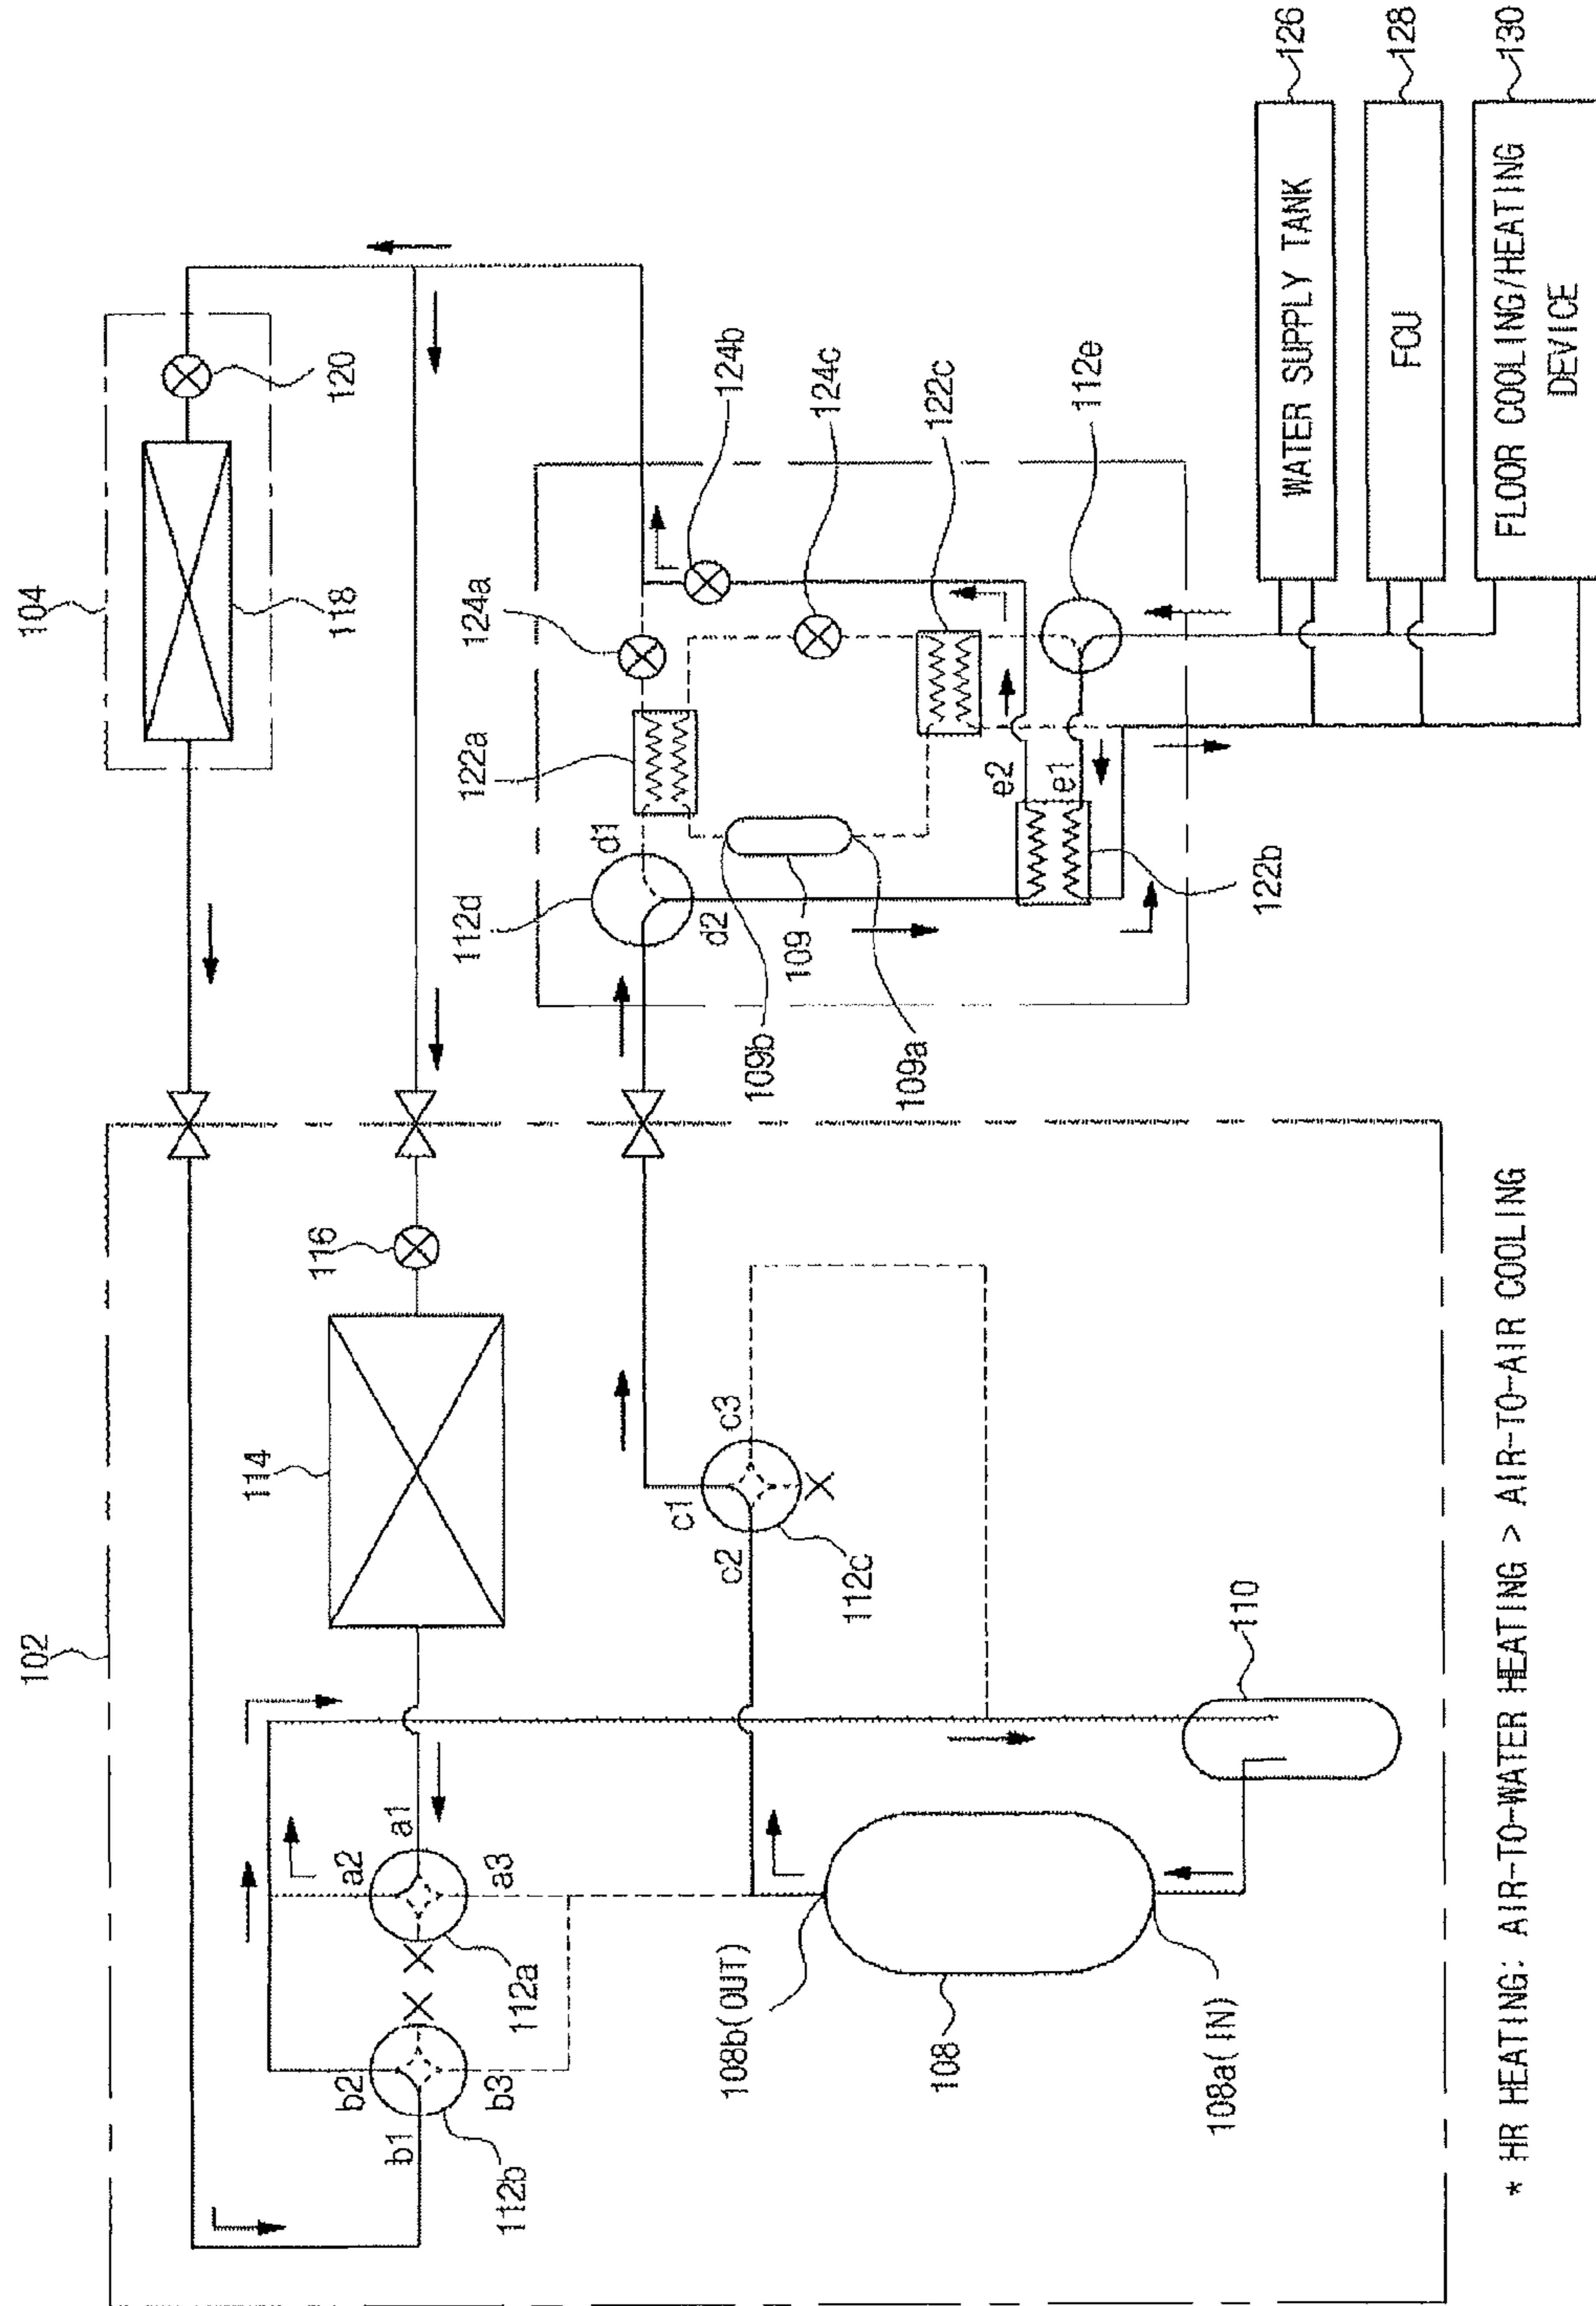 102
104
114
116
118
120
a1
a2
a3
112a
b1
b2
b3
112b
c1
c2
c3
112c
108b(OUT)
108
108a(IN)
110
112d
d1
d2
122a
124a
124b
124c
122c
112e
109b
109
109a
e2
e1
122b
WATER SUPPLY TANK
126
FCU
128
FLOOR COOLING/HEATING
DEVICE
130
* HR HEATING: AIR-TO-WATER HEATING > AIR-TO-AIR COOLING